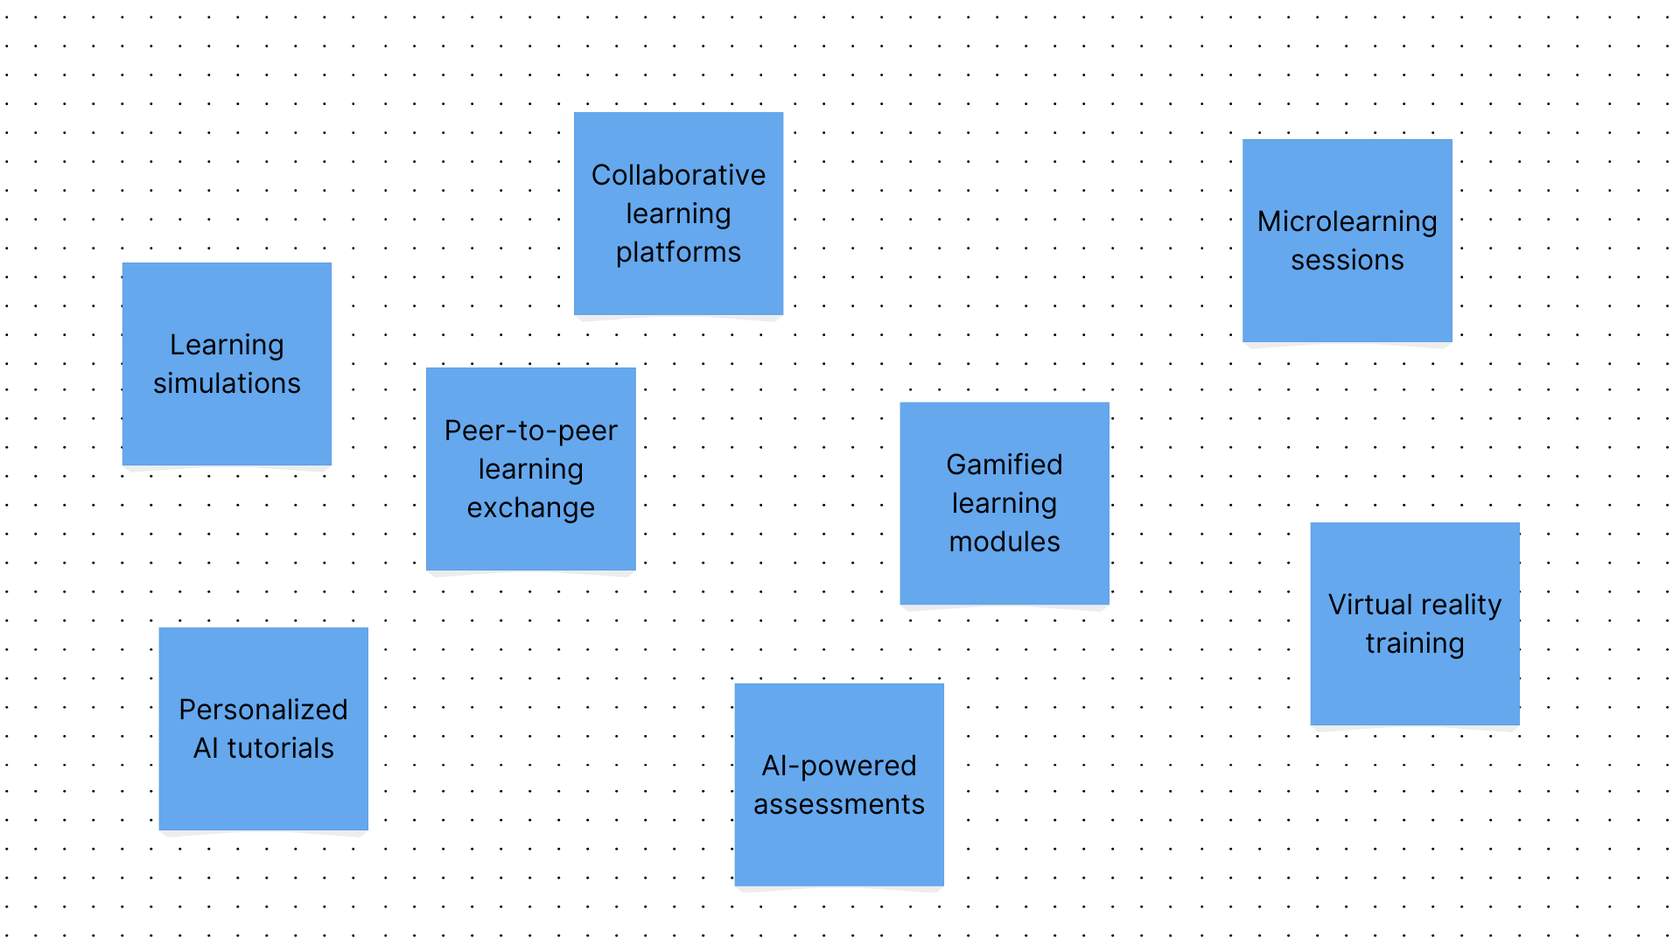 Collaborative
learning
platforms
Microlearning
sessions
Learning
simulations
Peer-to-peer
learning
exchange
Gamified
learning
modules
Virtual reality
training
Personalized
AI tutorials
AI-powered
assessments